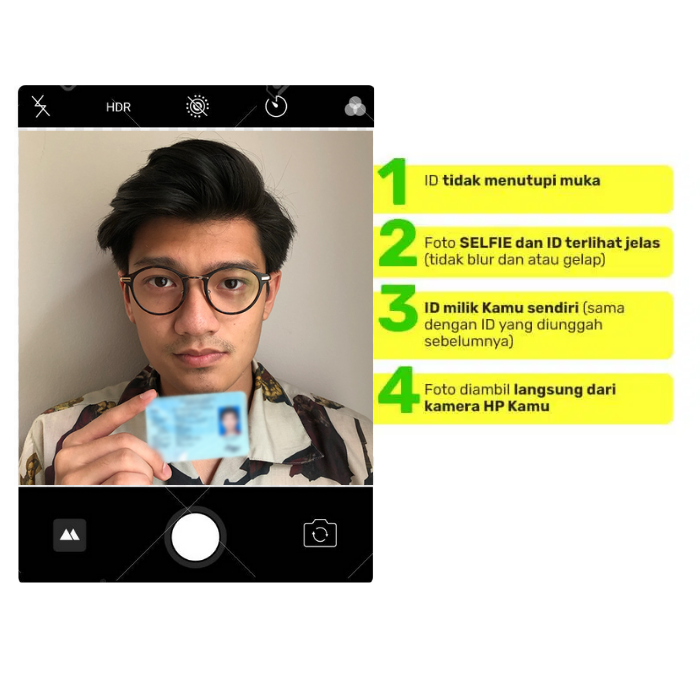 HDR
1 ID tidak menutupi muka
2 Foto SELFIE dan ID terlihat jelas
(tidak blur dan atau gelap)
3 ID milik Kamu sendiri (sama
dengan ID yang diunggah
sebelumnya)
4 Foto diambil langsung dari
kamera HP Kamu